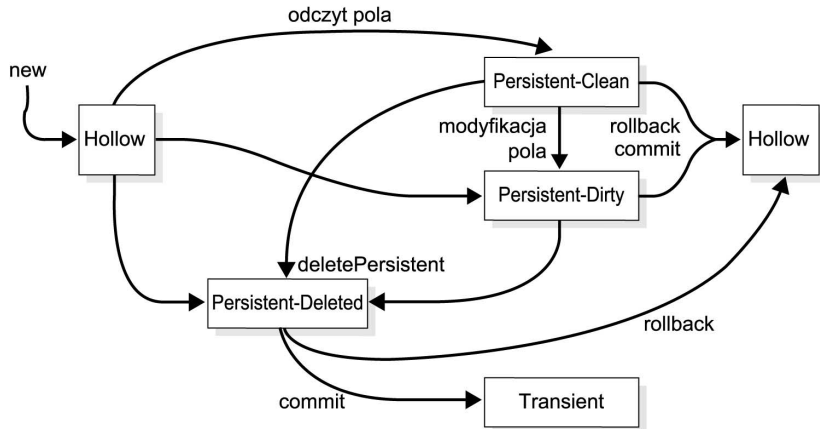 odczyt pola
new
Persistent-Clean
Hollow
modyfikacja
pola
rollback
commit
Hollow
Persistent-Dirty
deletePersistent
Persistent-Deleted
rollback
commit
Transient